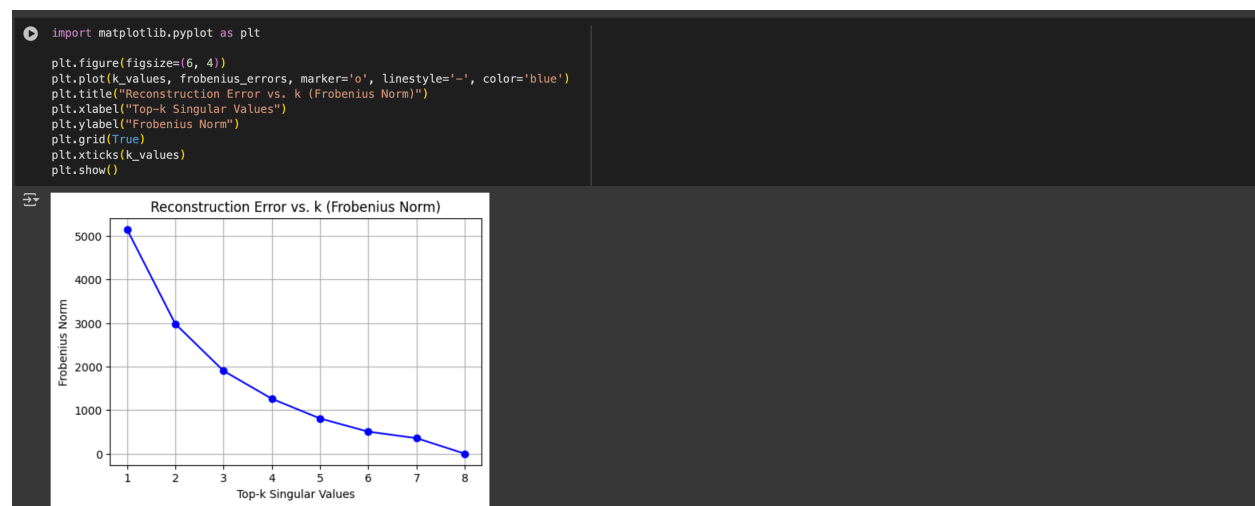 import matplotlib.pyplot as plt
plt.figure(figsize=(6, 4))
plt.plot(k_values, frobenius_errors, marker='o', linestyle='-', color='blue')
plt.title("Reconstruction Error vs. k (Frobenius Norm)")
plt.xlabel("Top-k Singular Values")
plt.ylabel("Frobenius Norm")
plt.grid(True)
plt.xticks(k_values)
plt.show()
Reconstruction Error vs. k (Frobenius Norm)
5000
4000
3000
2000
1000
0
Frobenius Norm
1 2 3 4 5 6 7 8
Top-k Singular Values